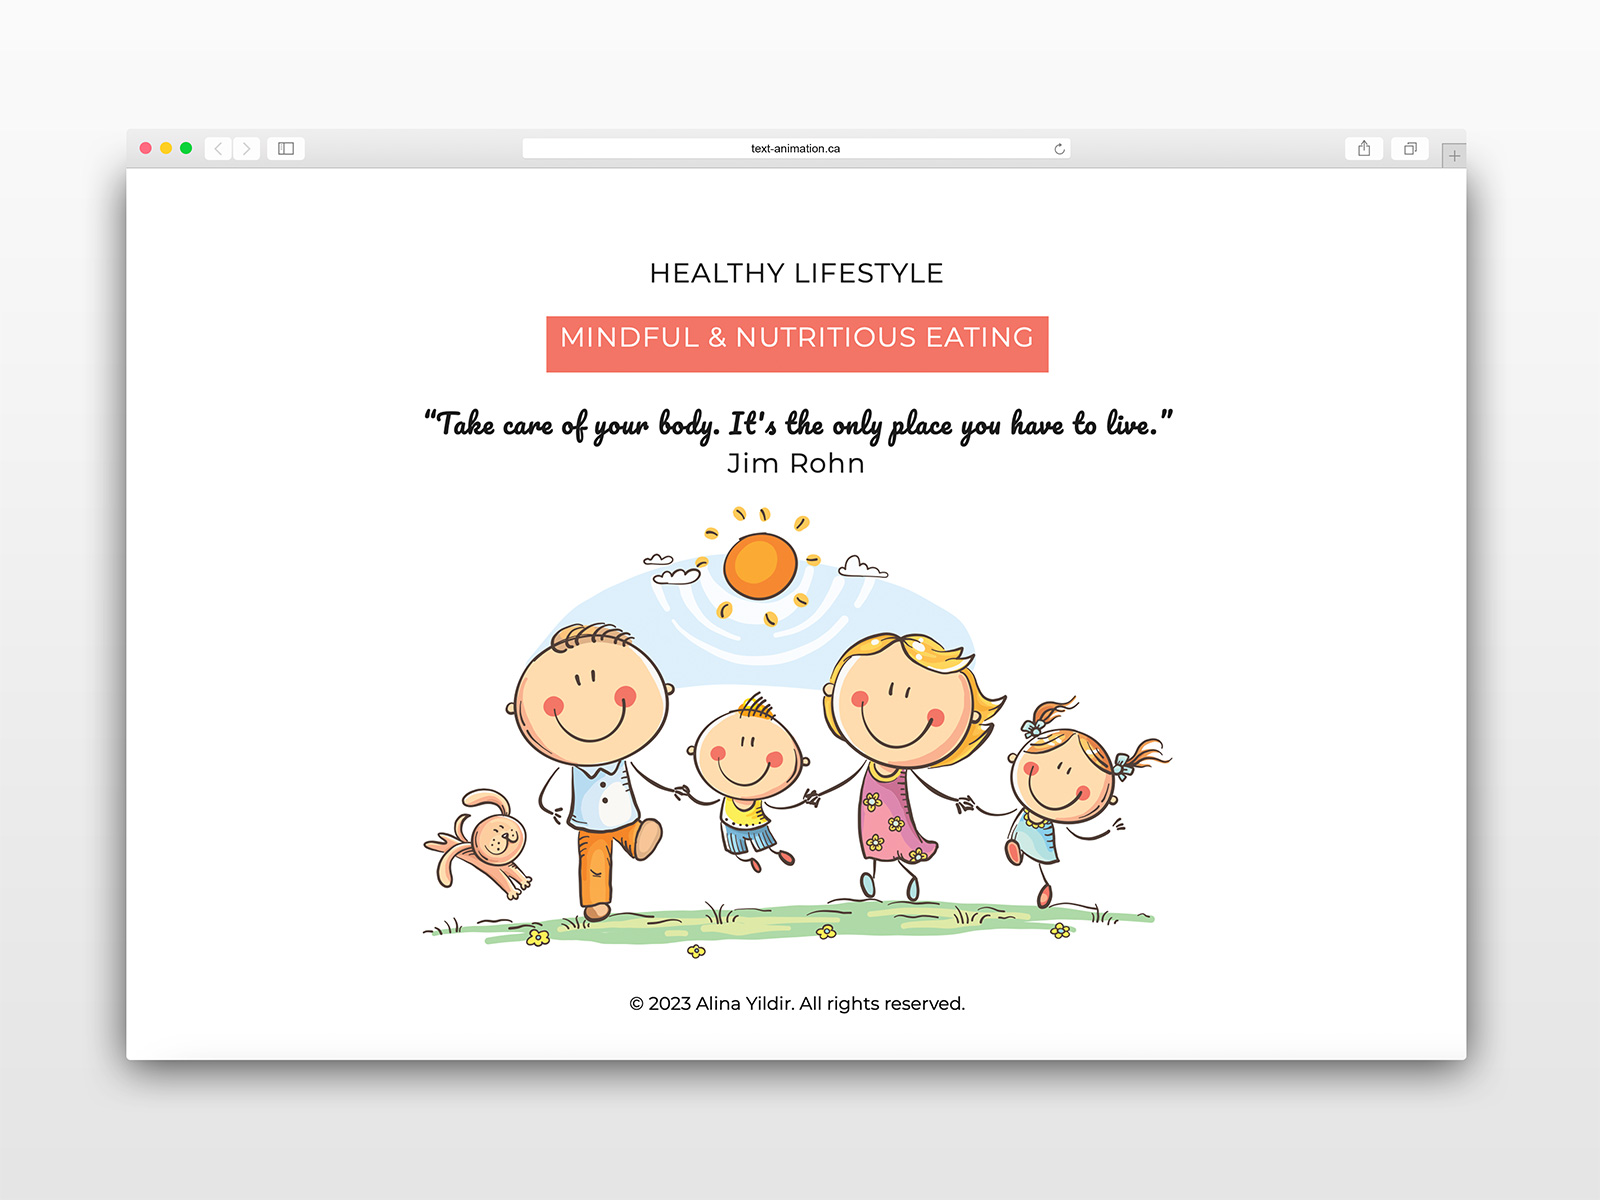 text-animation.ca
HEALTHY LIFESTYLE
MINDFUL & NUTRITIOUS EATING
“Take care of your body. It's the only place you have to live.”
Jim Rohn
© 2023 Alina Yildir. All rights reserved.